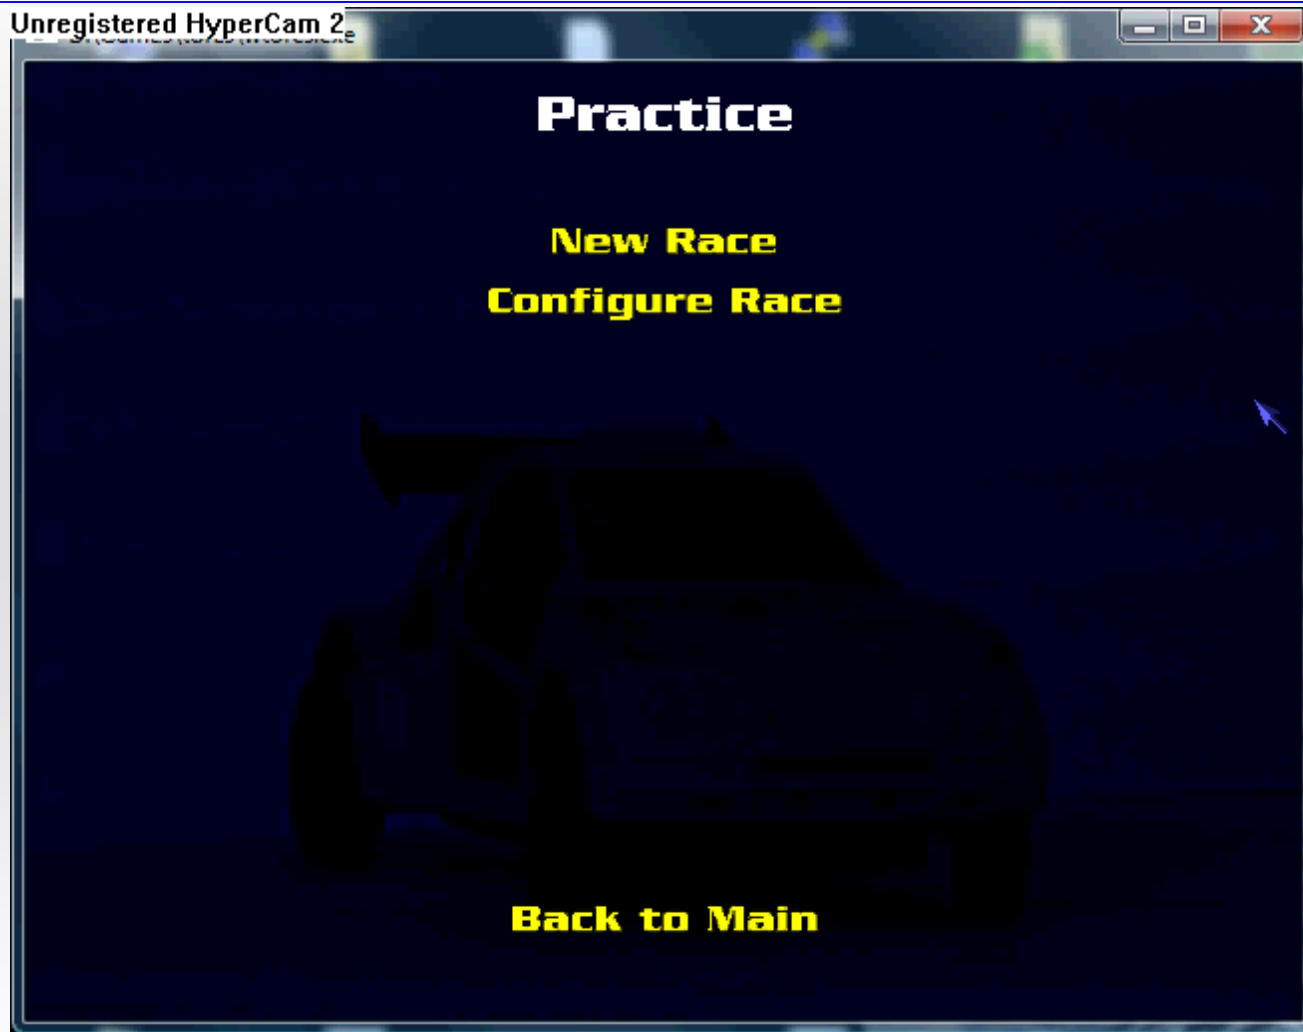 Unregistered HyperCam 2
Practice
New Race
Configure Race
Back to Main